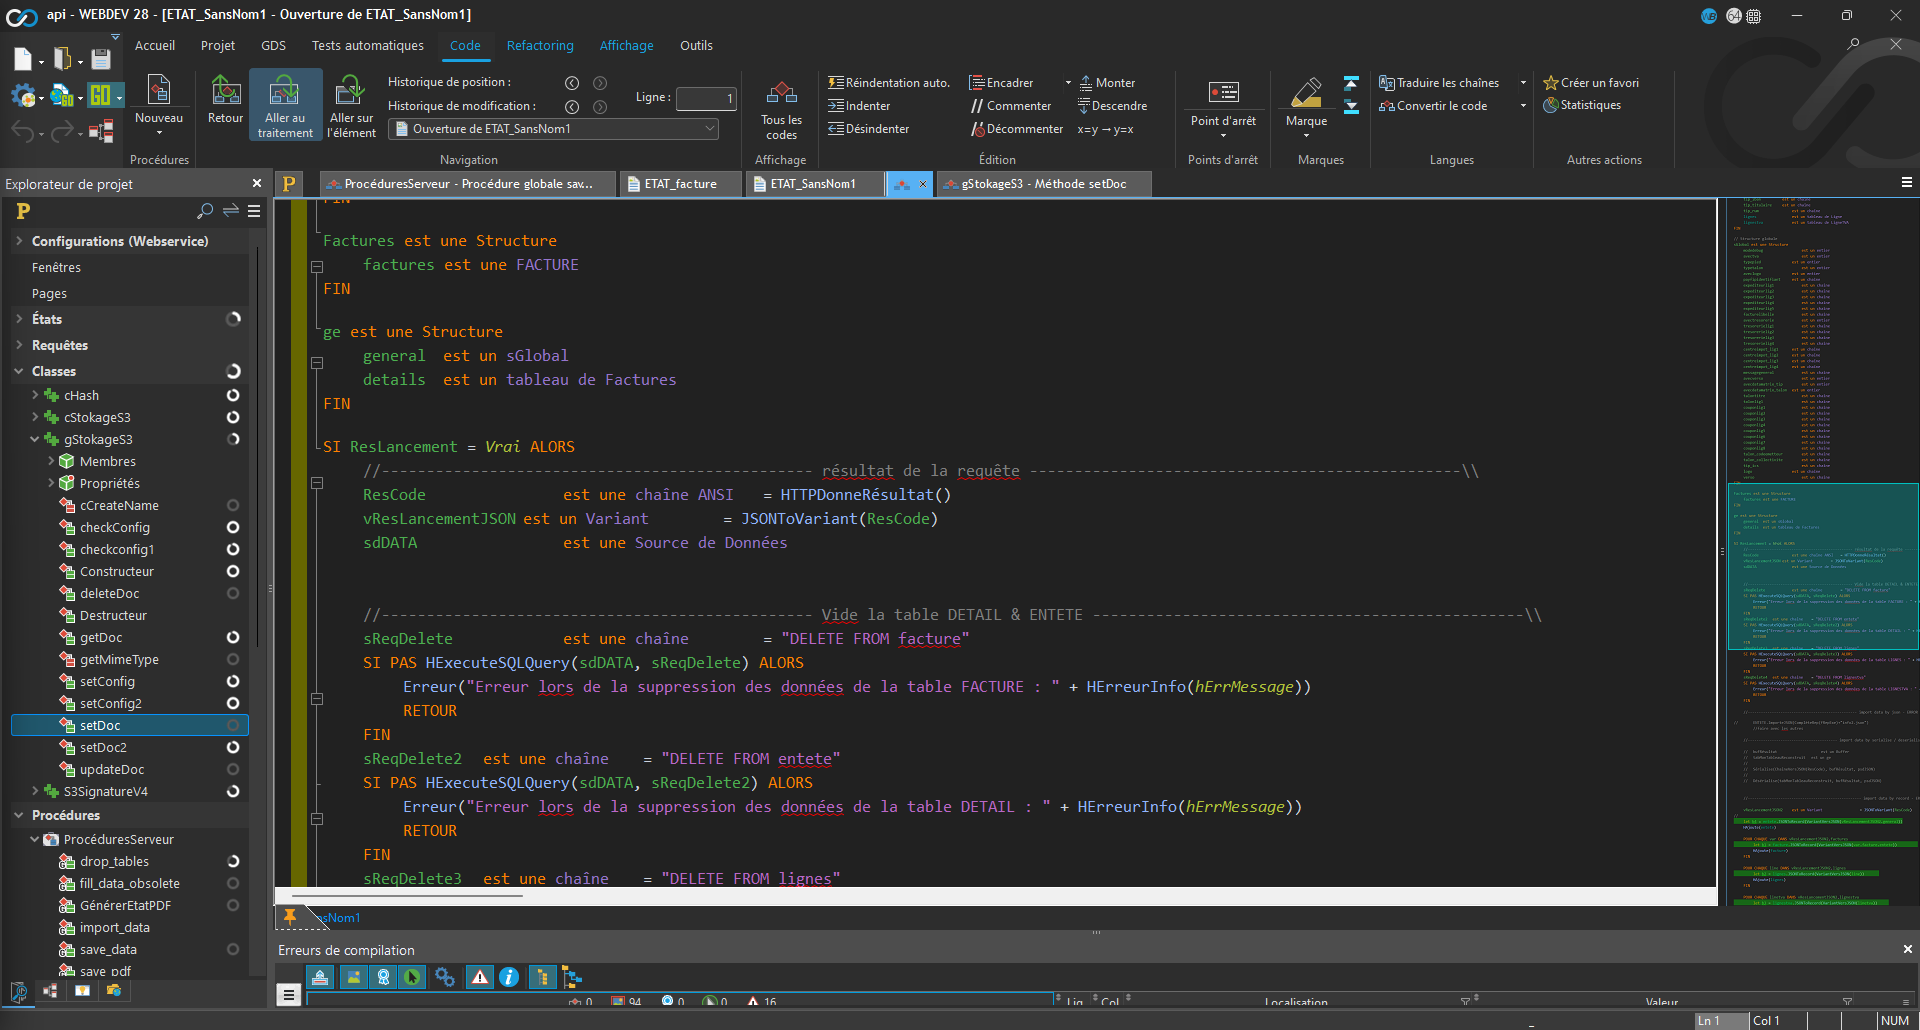 api - WEBDEV 28 - [ETAT_SansNom1 - Ouverture de ETAT_SansNom1]
WB
64
Accueil
Projet
GDS
Tests automatiques
Code
Refactoring
Affichage
Outils
GO
GO
Nouveau
Retour
Aller au traitement
Aller sur l'élément
Historique de position :
Historique de modification :
Ouverture de ETAT_SansNom1
Ligne :
1
Tous les codes
Réindentation auto.
Indenter
Désindenter
Encadrer
// Commenter
Décommenter
Monter
Descendre
x=y → y=x
Point d'arrêt
Marque
Traduire les chaînes
Convertir le code
Créer un favori
Statistiques
Procédures
Navigation
Affichage
Édition
Points d'arrêt
Marques
Langues
Autres actions
Explorateur de projet
ProcéduresServeur - Procédure globale sav...
ETAT_facture
ETAT_SansNom1
gStokageS3 - Méthode setDoc
Configurations (Webservice)
Fenêtres
Pages
États
Requêtes
Classes
cHash
cStokageS3
gStokageS3
Membres
Propriétés
cCreateName
checkConfig
checkconfig1
Constructeur
deleteDoc
Destructeur
getDoc
getMimeType
setConfig
setConfig2
setDoc
setDoc2
updateDoc
S3SignatureV4
Procédures
ProcéduresServeur
drop_tables
fill_data_obsolete
GénérerEtatPDF
import_data
save_data
save_pdf
FIN
Factures est une Structure
factures est une FACTURE
FIN
ge est une Structure
general est un sGlobal
details est un tableau de Factures
FIN
SI ResLancement = Vrai ALORS
//------------------------------------------------ résultat de la requête ------------------------------------------------\\
ResCode est une chaîne ANSI = HTTPDonneRésultat()
vResLancementJSON est un Variant = JSONToVariant(ResCode)
sdDATA est une Source de Données
//------------------------------------------------ Vide la table DETAIL & ENTETE ------------------------------------------------\\
sReqDelete est une chaîne = "DELETE FROM facture"
SI PAS HExecuteSQLQuery(sdDATA, sReqDelete) ALORS
Erreur("Erreur lors de la suppression des données de la table FACTURE : " + HErreurInfo(hErrMessage))
RETOUR
FIN
sReqDelete2 est une chaîne = "DELETE FROM entete"
SI PAS HExecuteSQLQuery(sdDATA, sReqDelete2) ALORS
Erreur("Erreur lors de la suppression des données de la table DETAIL : " + HErreurInfo(hErrMessage))
RETOUR
FIN
sReqDelete3 est une chaîne = "DELETE FROM lignes"
sNom1
Erreurs de compilation
0
94
0
0
16
Lig
Col
Localisation
Valeur
Ln 1
Col 1
NUM